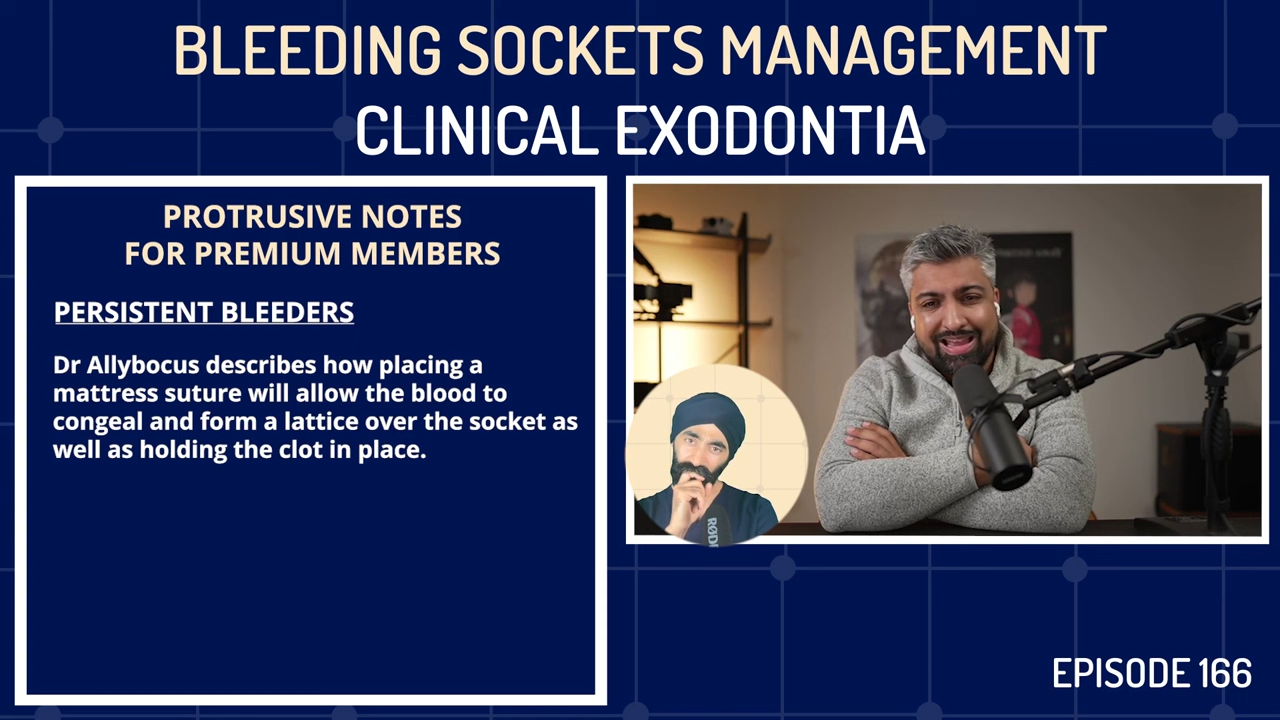 BLEEDING SOCKETS MANAGEMENT
CLINICAL EXODONTIA
PROTRUSIVE NOTES
FOR PREMIUM MEMBERS
PERSISTENT BLEEDERS
Dr Allybocus describes how placing a
mattress suture will allow the blood to
congeal and form a lattice over the socket as
well as holding the clot in place.
RØDE
EPISODE 166